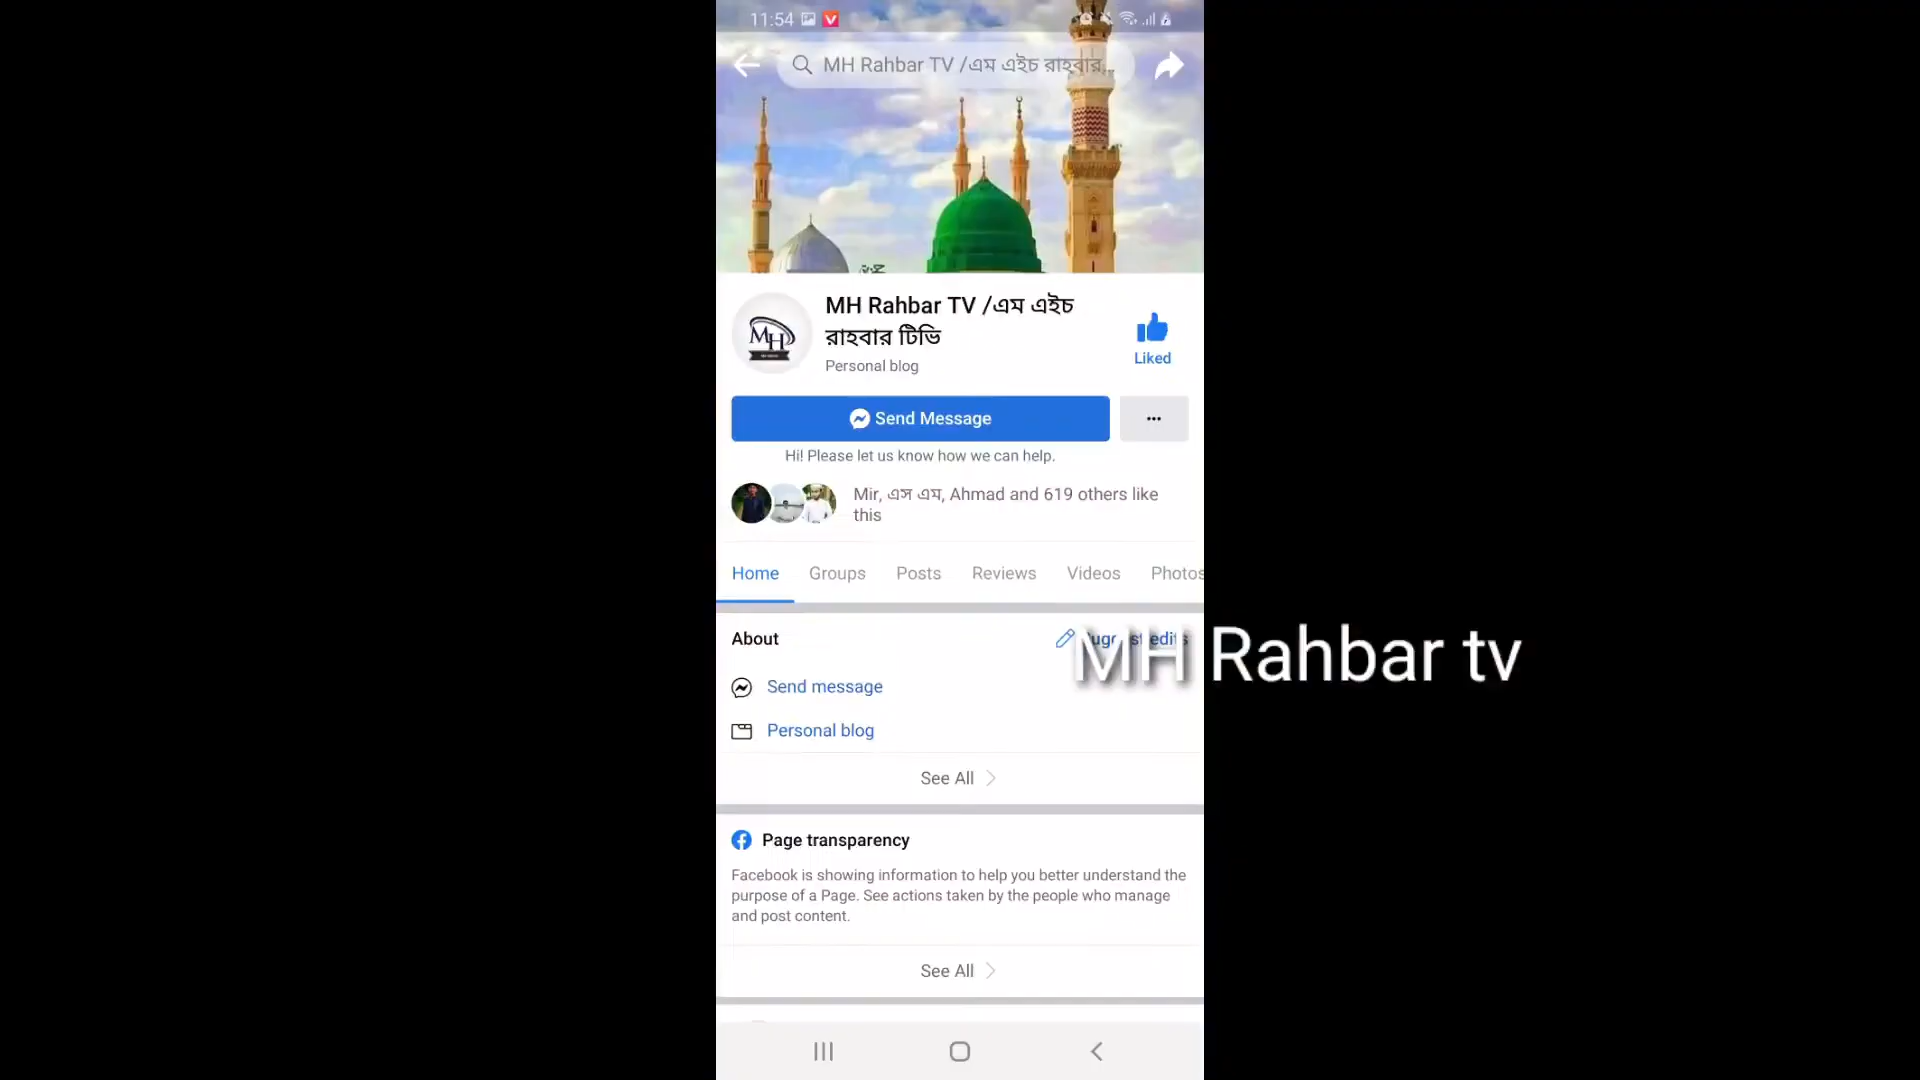 11:54
MH Rahbar TV /এম এইচ রাহবার...
MH Rahbar TV /এম এইচ
রাহবার টিভি
Personal blog
Liked
MH
Send Message
Hi! Please let us know how we can help.
Mir, এস এম, Ahmad and 619 others like
this
Home Groups Posts Reviews Videos Photos
About
Suggest edits
MH Rahbar tv
Send message
Personal blog
See All
Page transparency
Facebook is showing information to help you better understand the
purpose of a Page. See actions taken by the people who manage
and post content.
See All